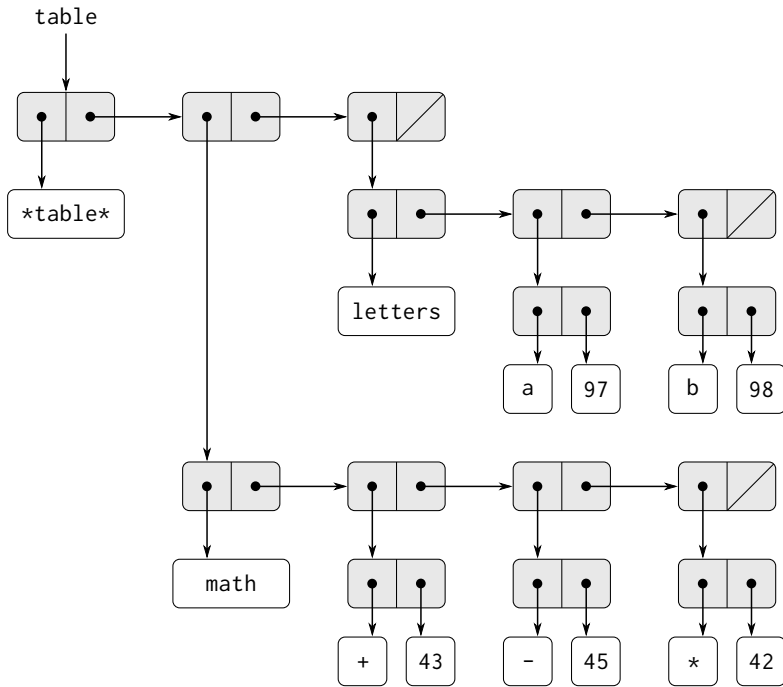 table
*table*
letters
a 97 b 98
math
+ 43 - 45 * 42